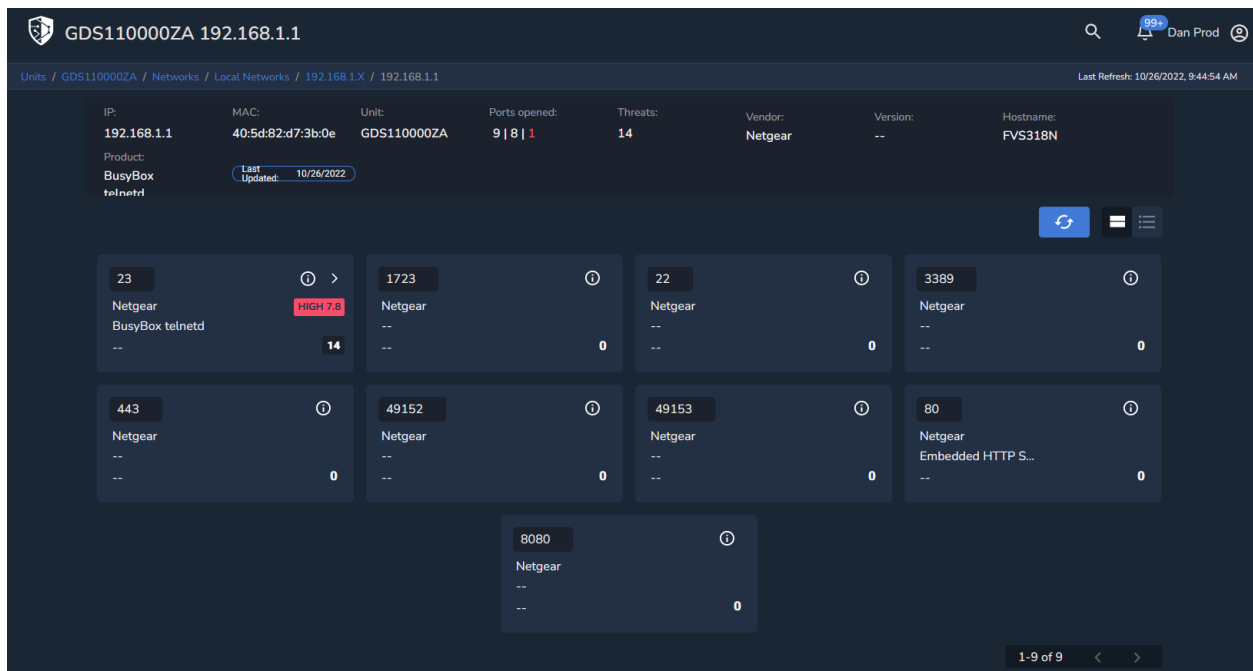 GDS110000ZA 192.168.1.1
99+
Dan Prod
Units / GDS110000ZA / Networks / Local Networks / 192.168.1.X / 192.168.1.1
Last Refresh: 10/26/2022, 9:44:54 AM
IP: MAC: Unit: Ports opened: Threats: Vendor: Version: Hostname:
192.168.1.1 40:5d:82:d7:3b:0e GDS110000ZA 9 | 8 | 1 14 Netgear -- FVS318N
Product:
BusyBox telnetd
Last Updated: 10/26/2022
23
Netgear
HIGH 7.8
BusyBox telnetd
--
14
1723
Netgear
--
--
0
22
Netgear
--
--
0
3389
Netgear
--
--
0
443
Netgear
--
--
0
49152
Netgear
--
--
0
49153
Netgear
--
--
0
80
Netgear
Embedded HTTP S...
--
0
8080
Netgear
--
--
0
1-9 of 9